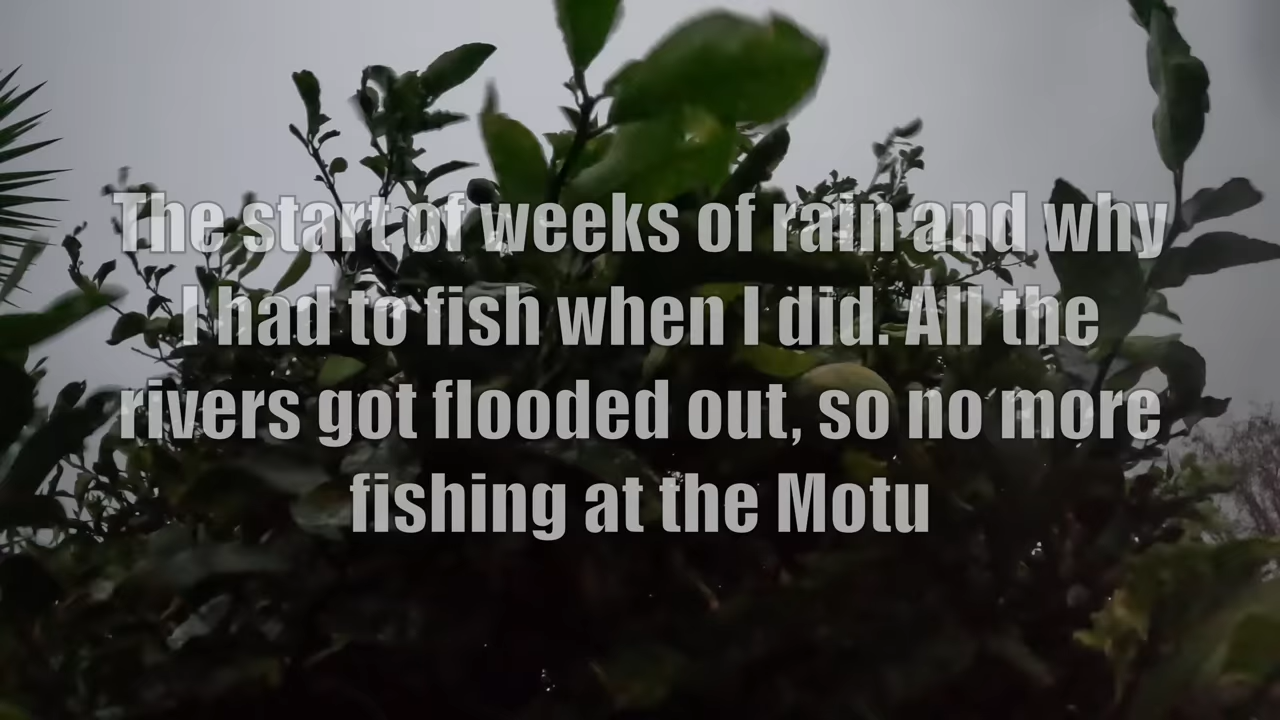 The start of weeks of rain and why
I had to fish when I did. All the
rivers got flooded out, so no more
fishing at the Motu